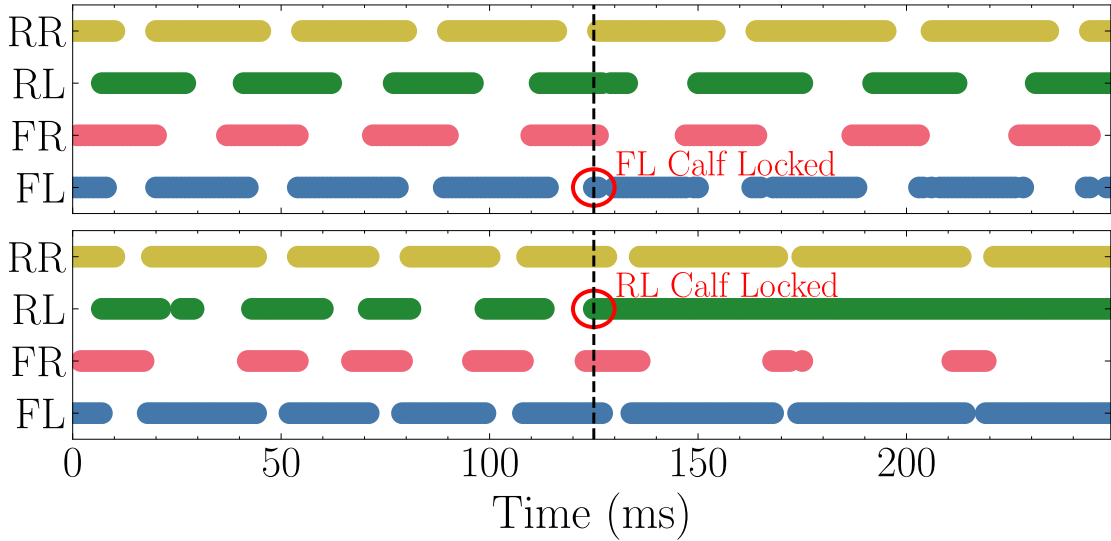 RR
RL
FR
FL Calf Locked
FL
RR
RL Calf Locked
RL
FR
FL
0 50 100 150 200
Time (ms)